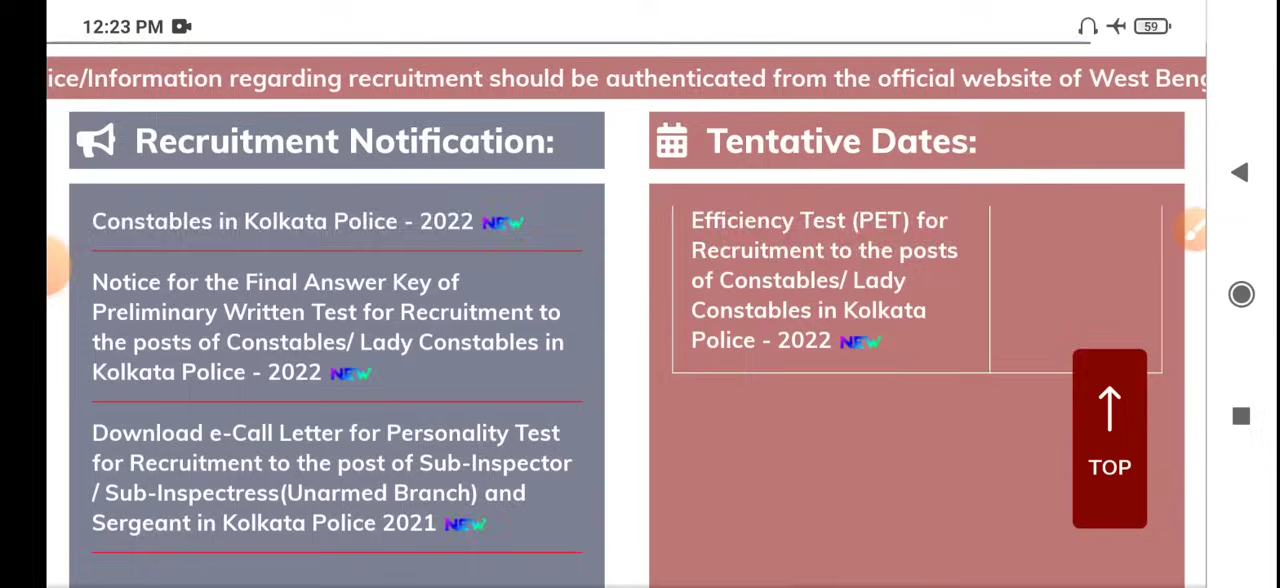 12:23 PM
59
ice/Information regarding recruitment should be authenticated from the official website of West Beng
Recruitment Notification:
Constables in Kolkata Police - 2022 NEW
Notice for the Final Answer Key of
Preliminary Written Test for Recruitment to
the posts of Constables/ Lady Constables in
Kolkata Police - 2022 NEW
Download e-Call Letter for Personality Test
for Recruitment to the post of Sub-Inspector
/ Sub-Inspectress(Unarmed Branch) and
Sergeant in Kolkata Police 2021 NEW
Tentative Dates:
Efficiency Test (PET) for
Recruitment to the posts
of Constables/ Lady
Constables in Kolkata
Police - 2022 NEW
TOP